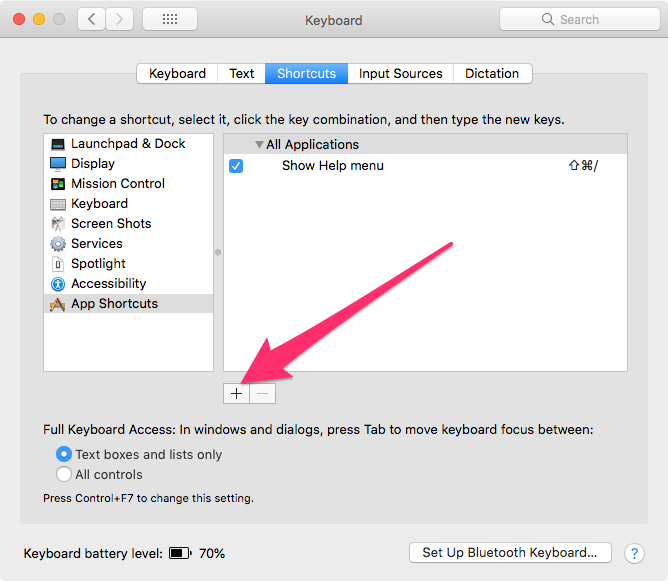 Keyboard
Search
Keyboard Text Shortcuts Input Sources Dictation
To change a shortcut, select it, click the key combination, and then type the new keys.
Launchpad & Dock
Display
Mission Control
Keyboard
Screen Shots
Services
Spotlight
Accessibility
App Shortcuts
All Applications
Show Help menu ⇧⌘/
Full Keyboard Access: In windows and dialogs, press Tab to move keyboard focus between:
Text boxes and lists only
All controls
Press Control+F7 to change this setting.
Keyboard battery level: 70%
Set Up Bluetooth Keyboard...
?